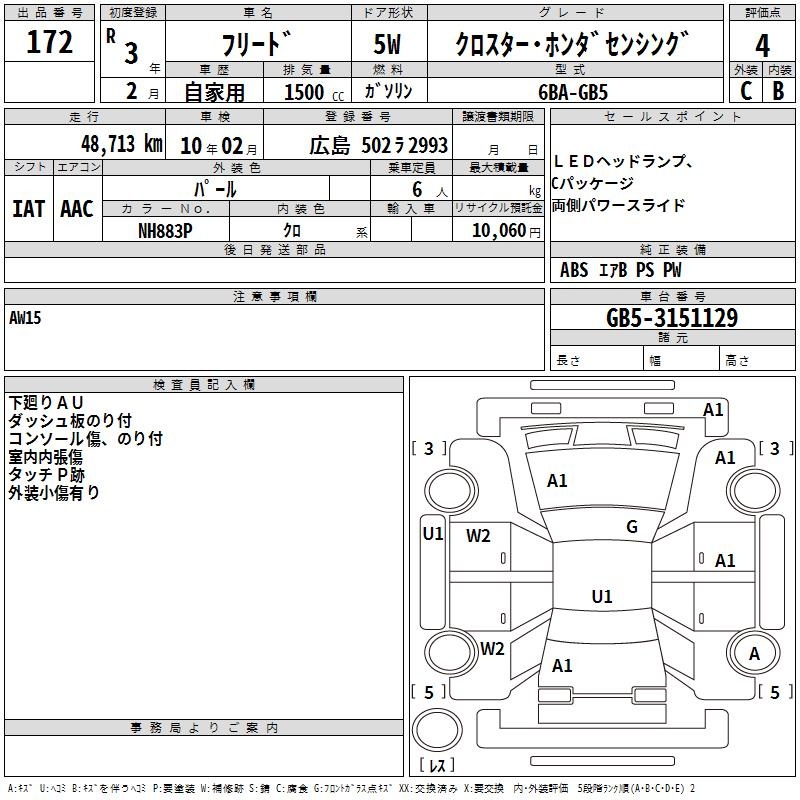 出品番号 初度登録 車名 ドア形状 グレード 評価点
172 R 3 年 フリード 5W クロスター・ホンダセンシング 4
車歴 排気量 燃料 型式 外装 内装
2 月 自家用 1500 CC ガソリン 6BA-GB5 C B
走行 車検 登録番号 譲渡書類期限 セールスポイント
48,713 km 10 年 02 月 広島 502 ラ 2993 月 日
シフト エアコン 外装色 乗車定員 最大積載量
IAT AAC パール 6 人 kg
LEDヘッドランプ、
Cパッケージ
両側パワースライド
カラーNo. 内装色 輸入車 リサイクル預託金
NH883P クロ 系 10,060 円
後日発送部品 純正装備
ABS エアB PS PW
注意事項欄 車台番号
AW15 GB5-3151129
諸元
長さ 幅 高さ
検査員記入欄
下廻りAU
ダッシュ板のり付
コンソール傷、のり付
室内内張傷
タッチP跡
外装小傷有り
事務局よりご案内
A1
[ 3 ] A1 [ 3 ]
A1
G
U1 W2
A1
U1
W2 A1 A
[ 5 ] [ 5 ]
[ レス ]
A:キズ U:ヘコミ B:キズを伴うヘコミ P:要塗装 W:補修跡 S:錆 C:腐食 G:フロントガラス点キズ XX:交換済み X:要交換 内・外装評価 5段階ランク順(A・B・C・D・E) 2